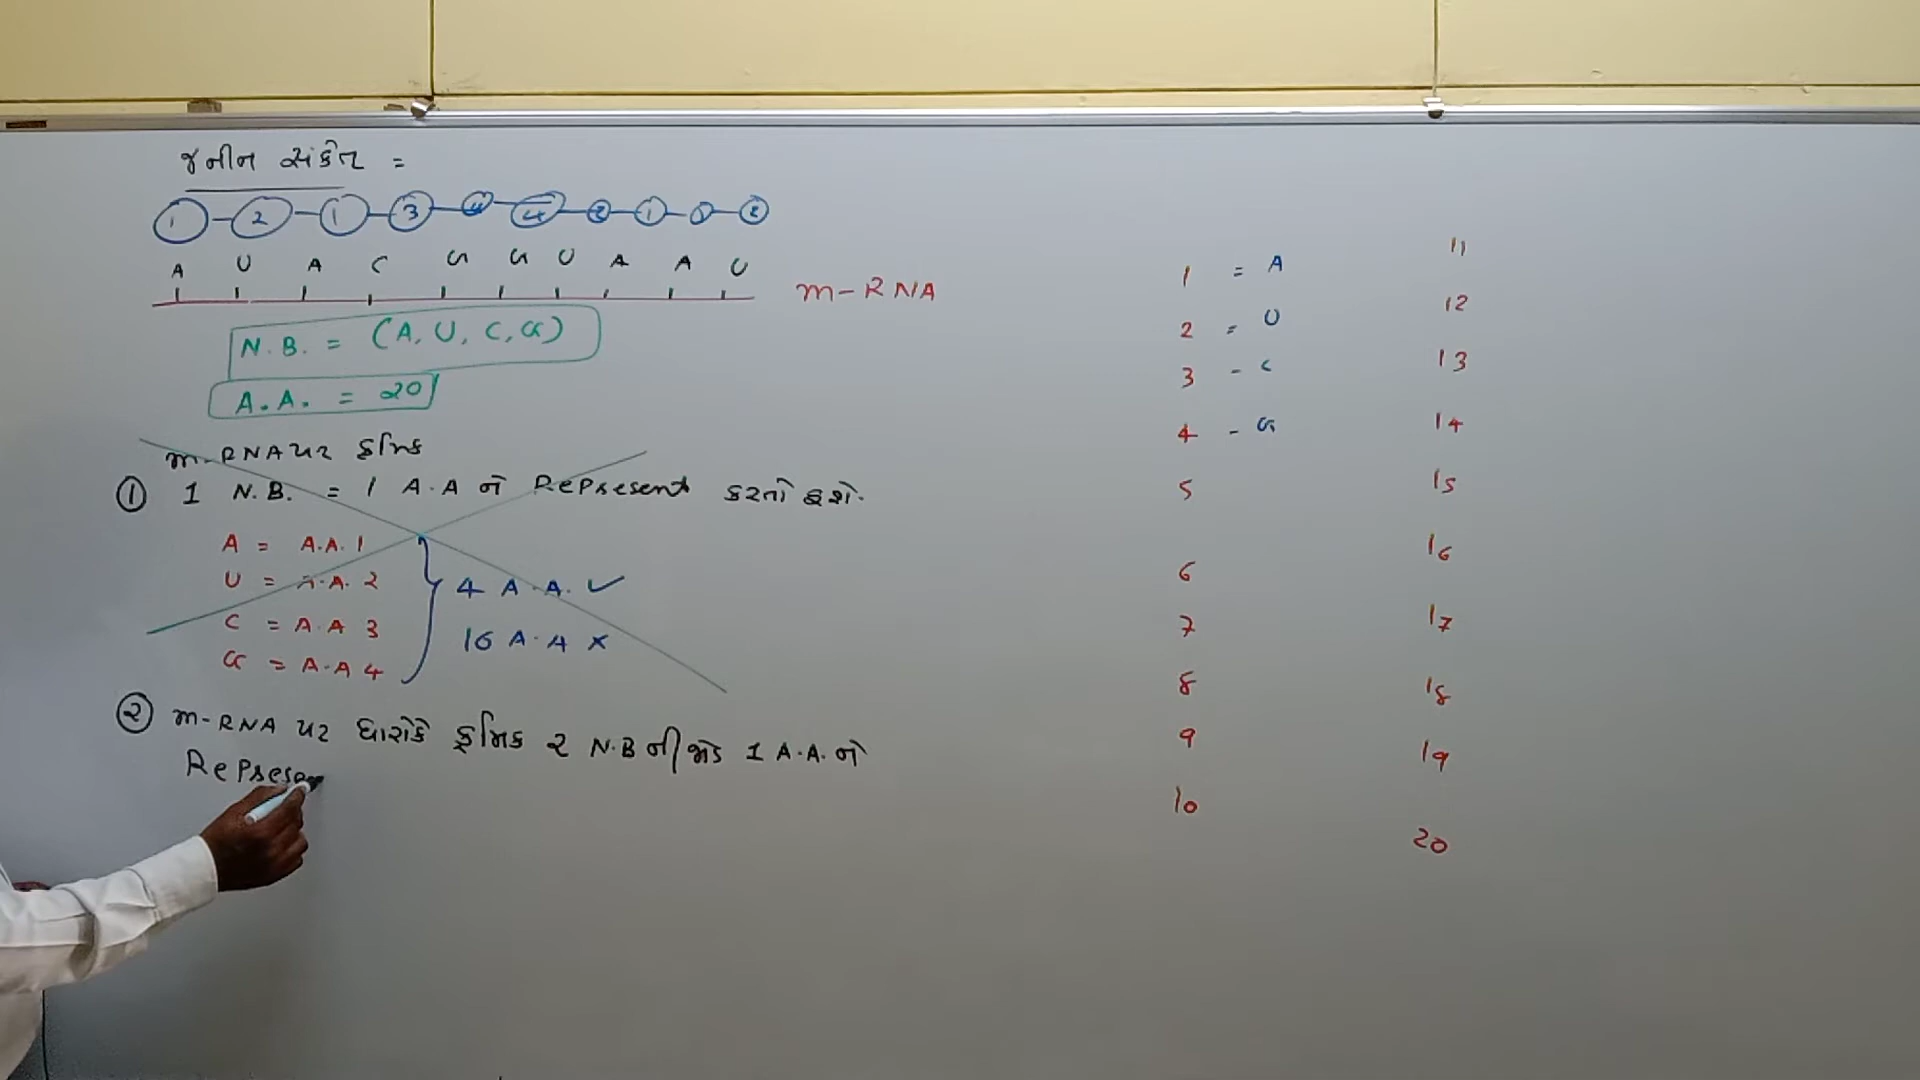 જનીન સંકેત =
1 2 1 3 4 4 2 1 1 2
A U A C G G U A A U
m-RNA
N.B. = (A, U, C, G)
A.A. = 20
m-RNA પર ક્રમિક
① 1 N.B. = 1 A.A ને Represent કરતો હશે.
A = A.A. 1
U = A.A. 2
C = A.A 3
G = A.A 4
4 A.A. ✓
16 A.A ×
② m-RNA પર ધારોકે ક્રમિક ૨ N.B ની જોડ 1 A.A. ને
Represen
1 = A
2 = U
3 - C
4 - G
5
6
7
8
9
10
11
12
13
14
15
16
17
18
19
20